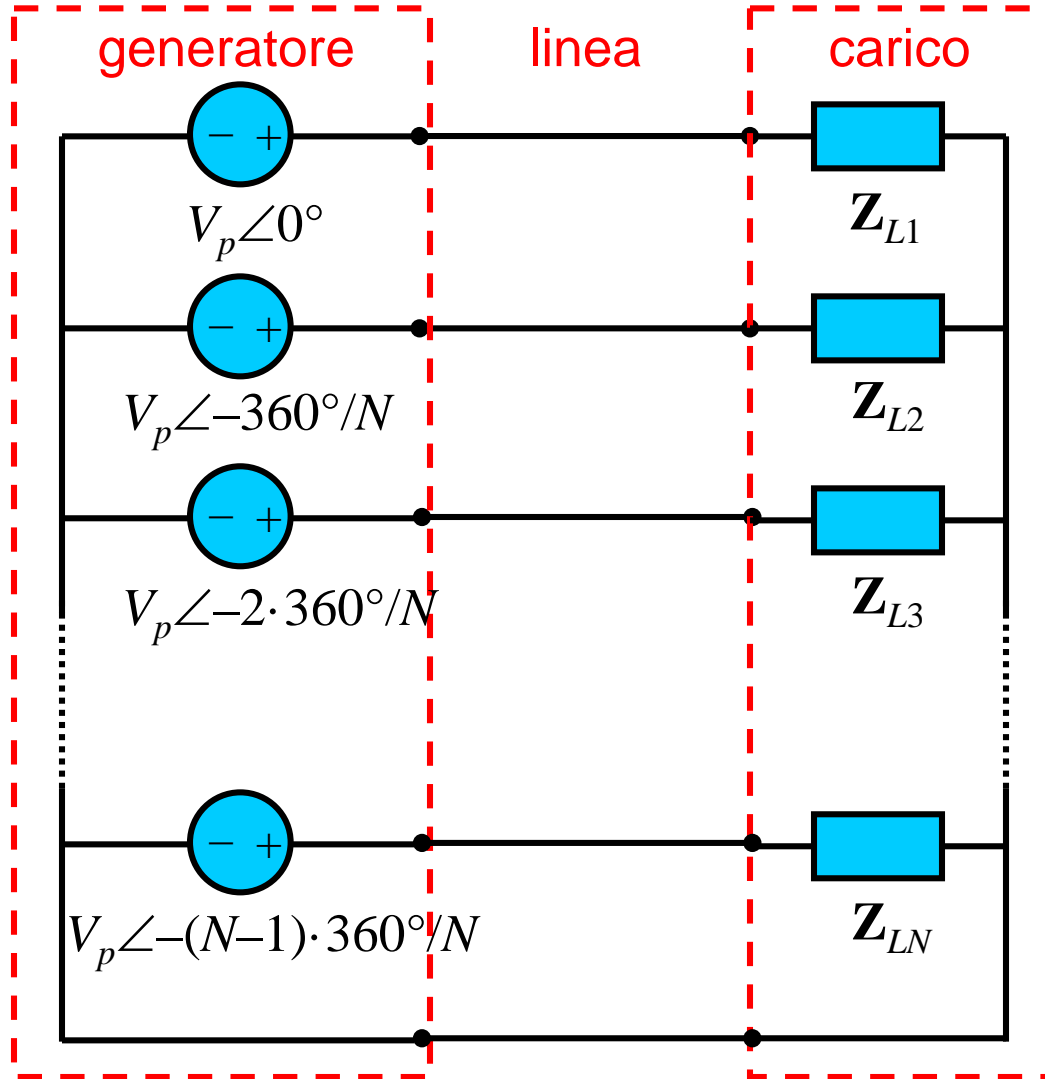 generatore linea carico
− +
V_p∠0° Z_L1
− +
V_p∠−360°/N Z_L2
− +
V_p∠−2·360°/N Z_L3
− +
V_p∠−(N−1)·360°/N Z_LN